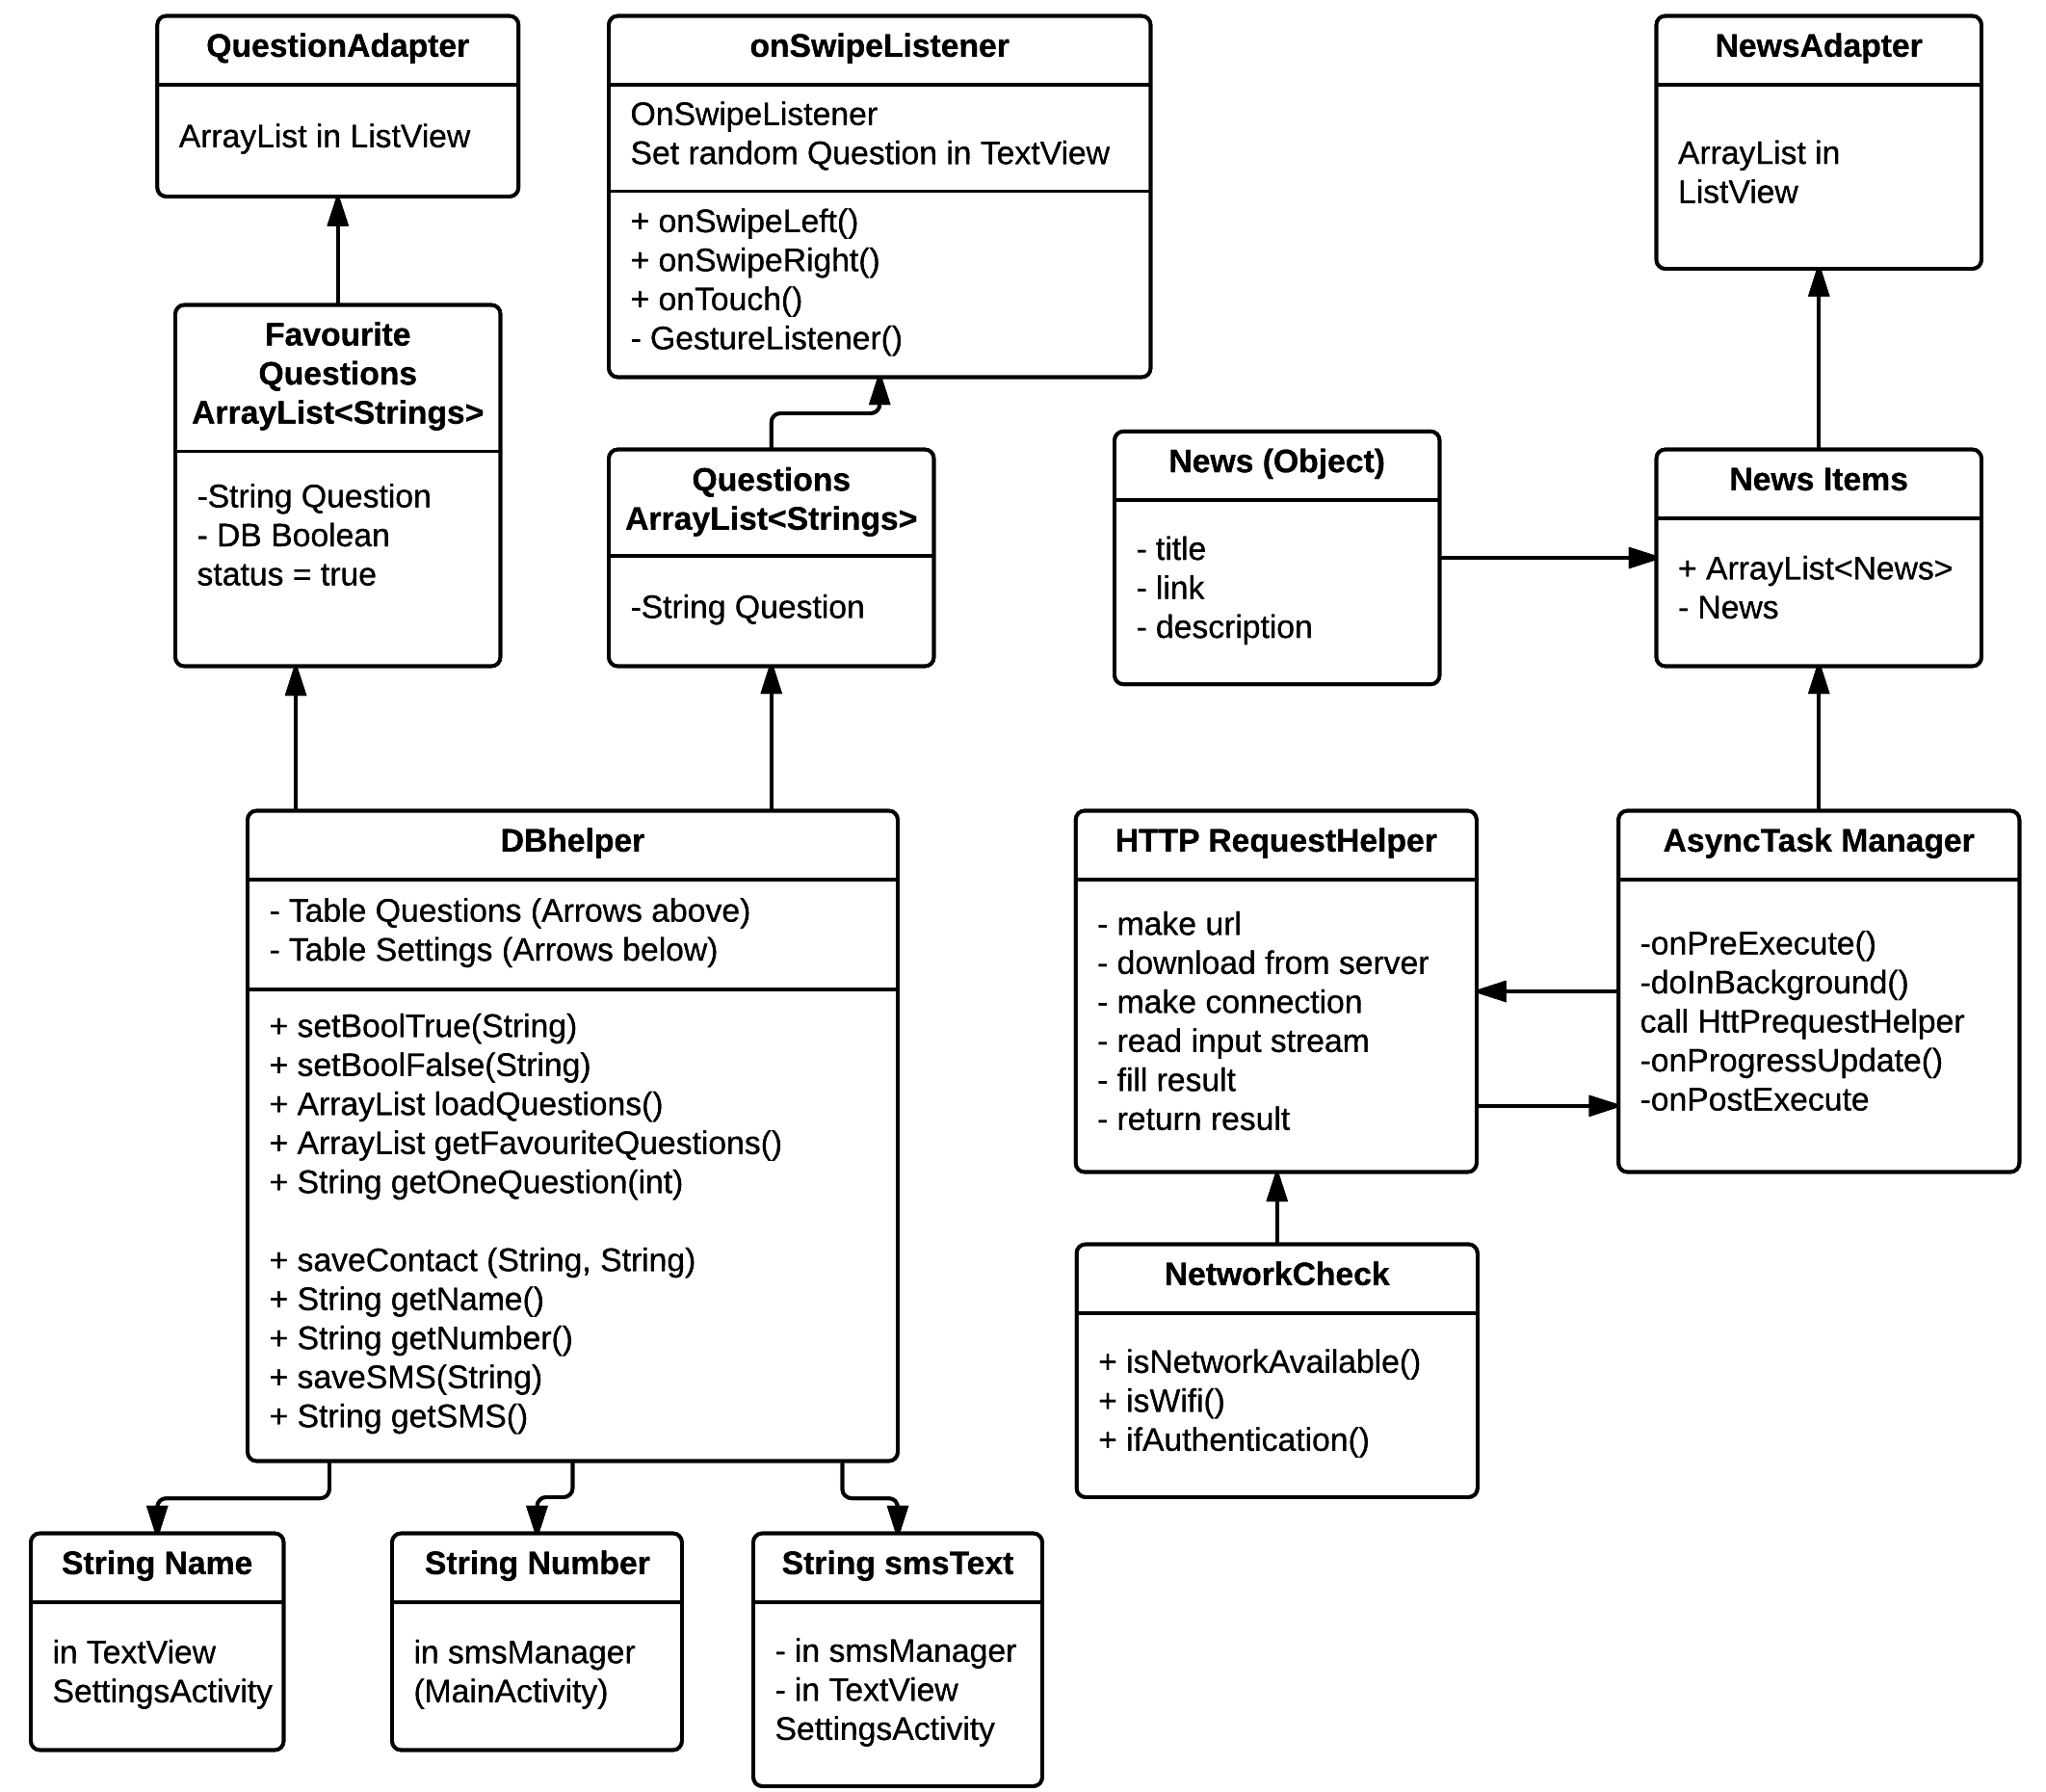 QuestionAdapter
ArrayList in ListView
onSwipeListener
OnSwipeListener
Set random Question in TextView
+ onSwipeLeft()
+ onSwipeRight()
+ onTouch()
- GestureListener()
NewsAdapter
ArrayList in
ListView
Favourite
Questions
ArrayList<Strings>
-String Question
- DB Boolean
status = true
Questions
ArrayList<Strings>
-String Question
News (Object)
- title
- link
- description
News Items
+ ArrayList<News>
- News
DBhelper
- Table Questions (Arrows above)
- Table Settings (Arrows below)
+ setBoolTrue(String)
+ setBoolFalse(String)
+ ArrayList loadQuestions()
+ ArrayList getFavouriteQuestions()
+ String getOneQuestion(int)
+ saveContact (String, String)
+ String getName()
+ String getNumber()
+ saveSMS(String)
+ String getSMS()
HTTP RequestHelper
- make url
- download from server
- make connection
- read input stream
- fill result
- return result
AsyncTask Manager
-onPreExecute()
-doInBackground()
call HttPrequestHelper
-onProgressUpdate()
-onPostExecute
NetworkCheck
+ isNetworkAvailable()
+ isWifi()
+ ifAuthentication()
String Name
in TextView
SettingsActivity
String Number
in smsManager
(MainActivity)
String smsText
- in smsManager
- in TextView
SettingsActivity